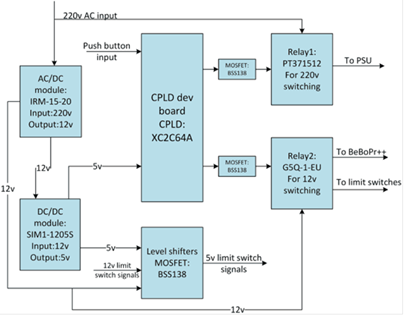 220v AC input
Push button
input
AC/DC
module:
IRM-15-20
Input:220v
Output:12v
CPLD dev
board
CPLD:
XC2C64A
MOSFET:
BSS138
Relay1:
PT371512
For 220v
switching
To PSU
12v
12v
5v
MOSFET:
BSS138
Relay2:
G5Q-1-EU
For 12v
switching
To BeBoPr++
To limit switches
DC/DC
module:
SIM1-1205S
Input:12v
Output:5v
5v
12v limit
switch signals
Level shifters
MOSFET:
BSS138
5v limit switch
signals
12v